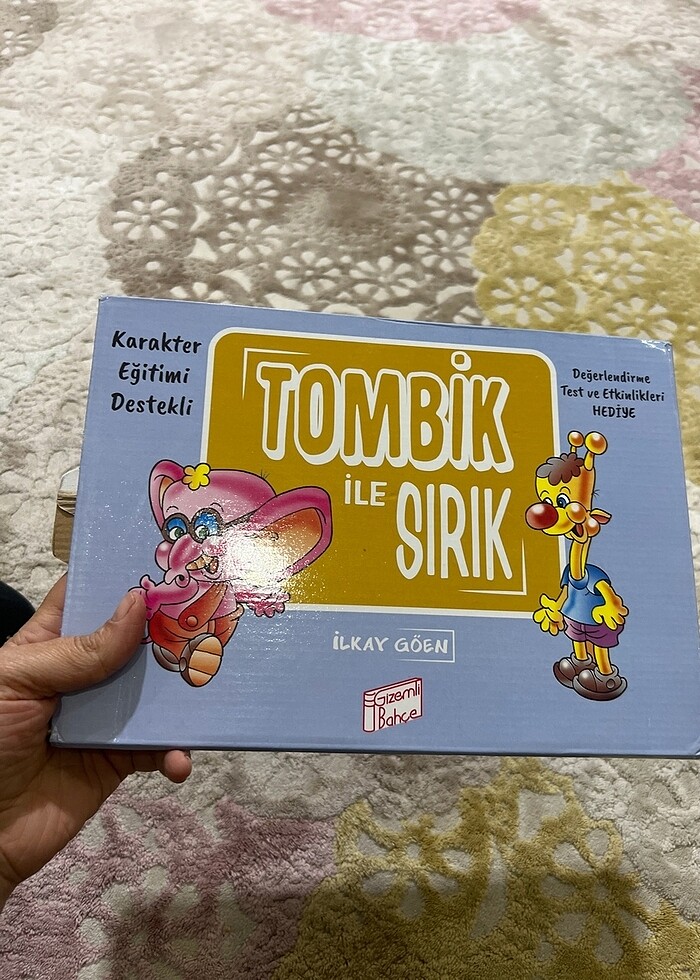 Karakter
Eğitimi
Destekli
TOMBİK
İLE
SIRIK
Değerlendirme
Test ve Etkinlikleri
HEDİYE
İLKAY GÖEN
Gizemli
Bahçe